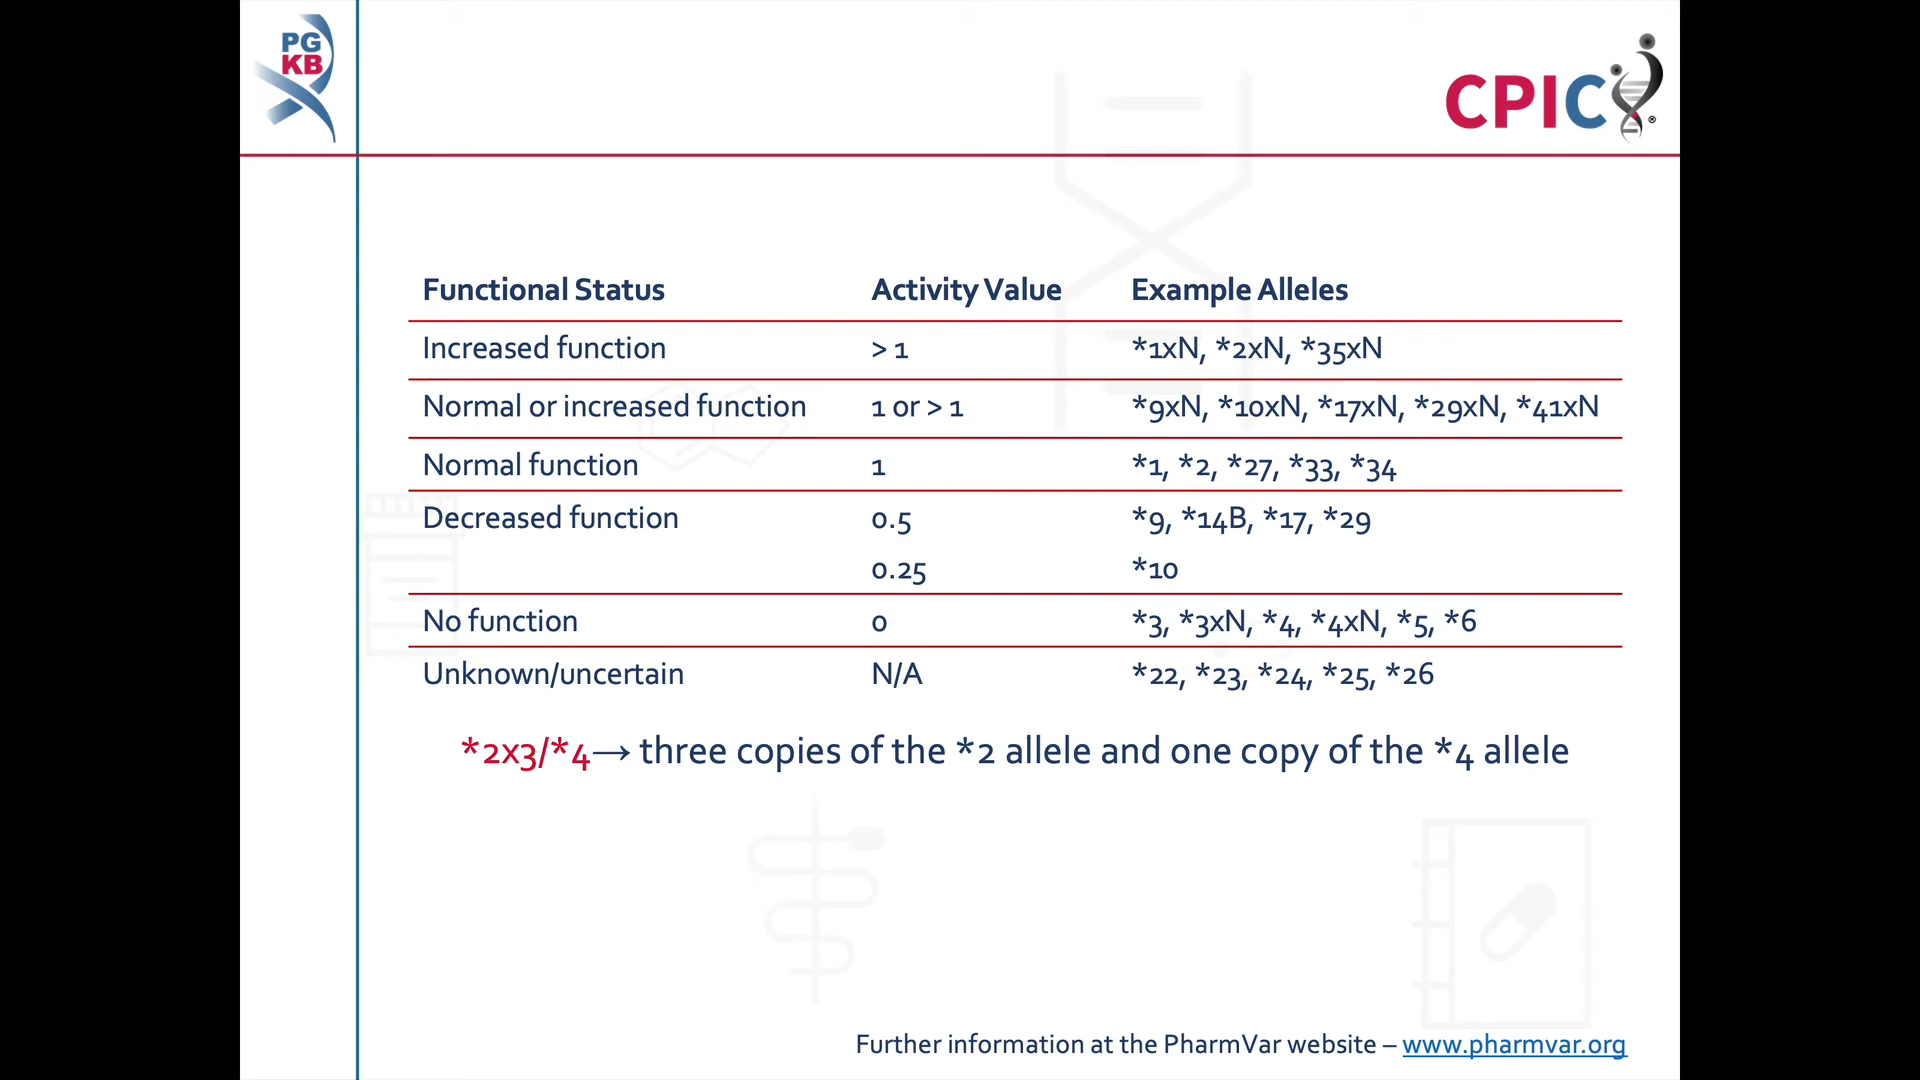 PG
KB
CPIC®
Functional Status Activity Value Example Alleles
Increased function > 1 *1xN, *2xN, *35xN
Normal or increased function 1 or > 1 *9xN, *10xN, *17xN, *29xN, *41xN
Normal function 1 *1, *2, *27, *33, *34
Decreased function 0.5 *9, *14B, *17, *29
0.25 *10
No function 0 *3, *3xN, *4, *4xN, *5, *6
Unknown/uncertain N/A *22, *23, *24, *25, *26
*2x3/*4→ three copies of the *2 allele and one copy of the *4 allele
Further information at the PharmVar website – www.pharmvar.org